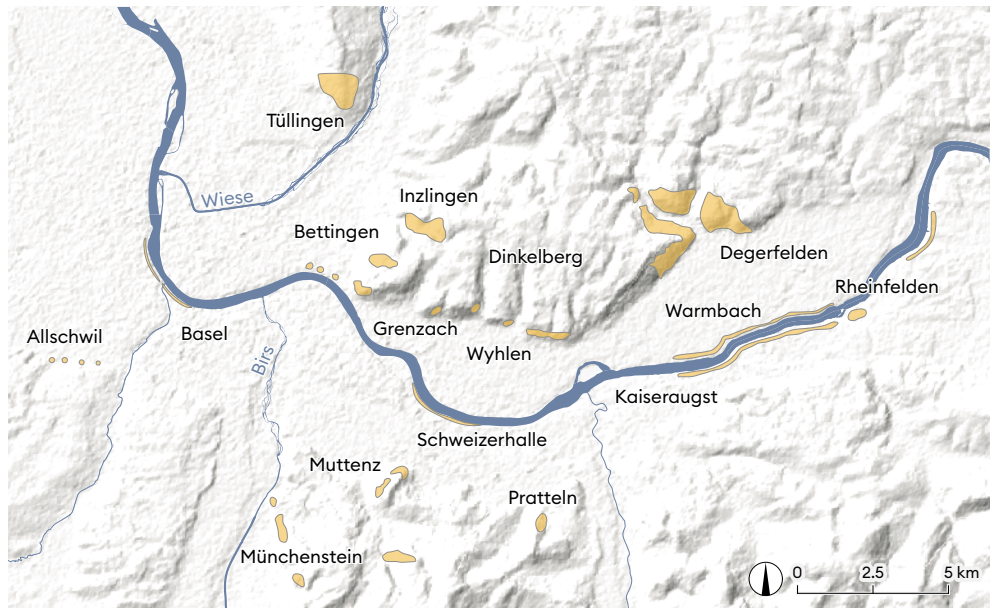 Tüllingen
Wiese
Inzlingen
Bettingen
Dinkelberg
Degerfelden
Rheinfelden
Warmbach
Grenzach
Basel
Allschwil
Wyhlen
Birs
Kaiseraugst
Schweizerhalle
Muttenz
Pratteln
Münchenstein
0 2.5 5 km